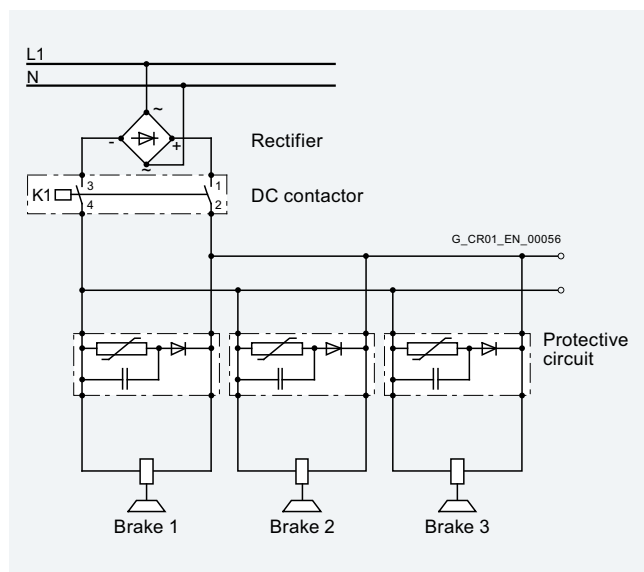 L1
N
~
- +
~
Rectifier
K1 3 1
4 2
DC contactor
G_CR01_EN_00056
Protective
circuit
Brake 1 Brake 2 Brake 3